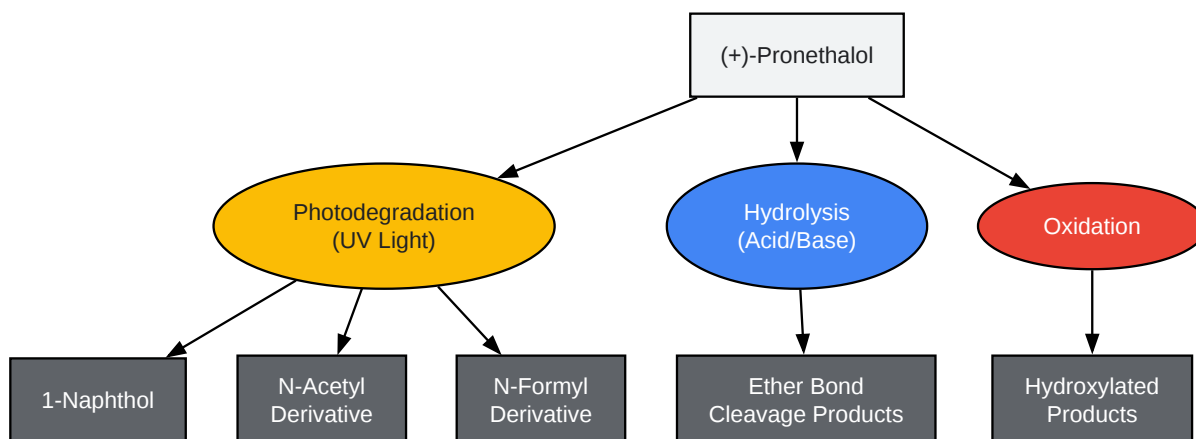 (+)-Pronethalol
Photodegradation
(UV Light)
Hydrolysis
(Acid/Base)
Oxidation
1-Naphthol
N-Acetyl
Derivative
N-Formyl
Derivative
Ether Bond
Cleavage Products
Hydroxylated
Products